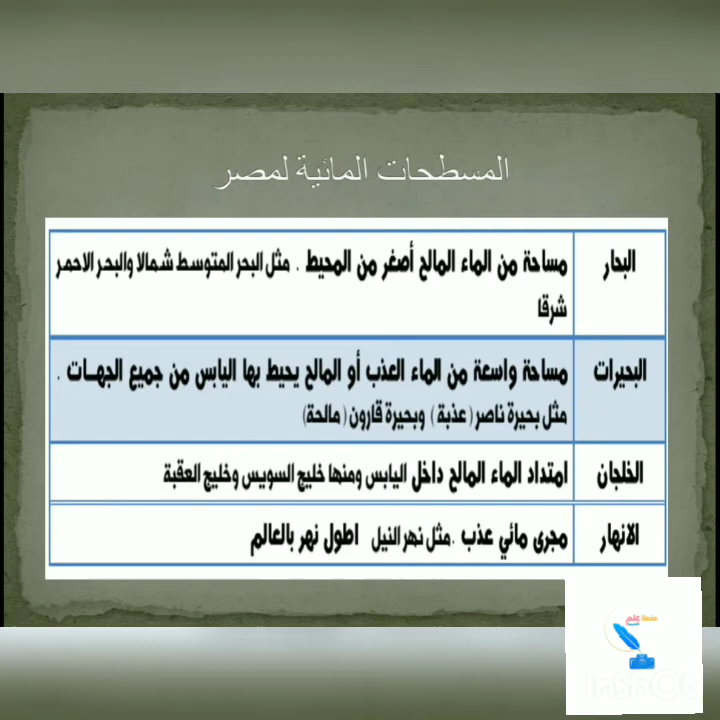 المسطحات المائية لمصر
البحار
مساحة من الماء المالح أصغر من المحيط . مثل البحر المتوسط شمالا والبحر الاحمر
شرقا
البحيرات
مساحة واسعة من الماء العذب أو المالح يحيط بها اليابس من جميع الجهات .
مثل بحيرة ناصر (عذبة) وبحيرة قارون (مالحة)
الخلجان
امتداد الماء المالح داخل اليابس ومنها خليج السويس وخليج العقبة
الانهار
مجرى مائي عذب .مثل نهر النيل اطول نهر بالعالم